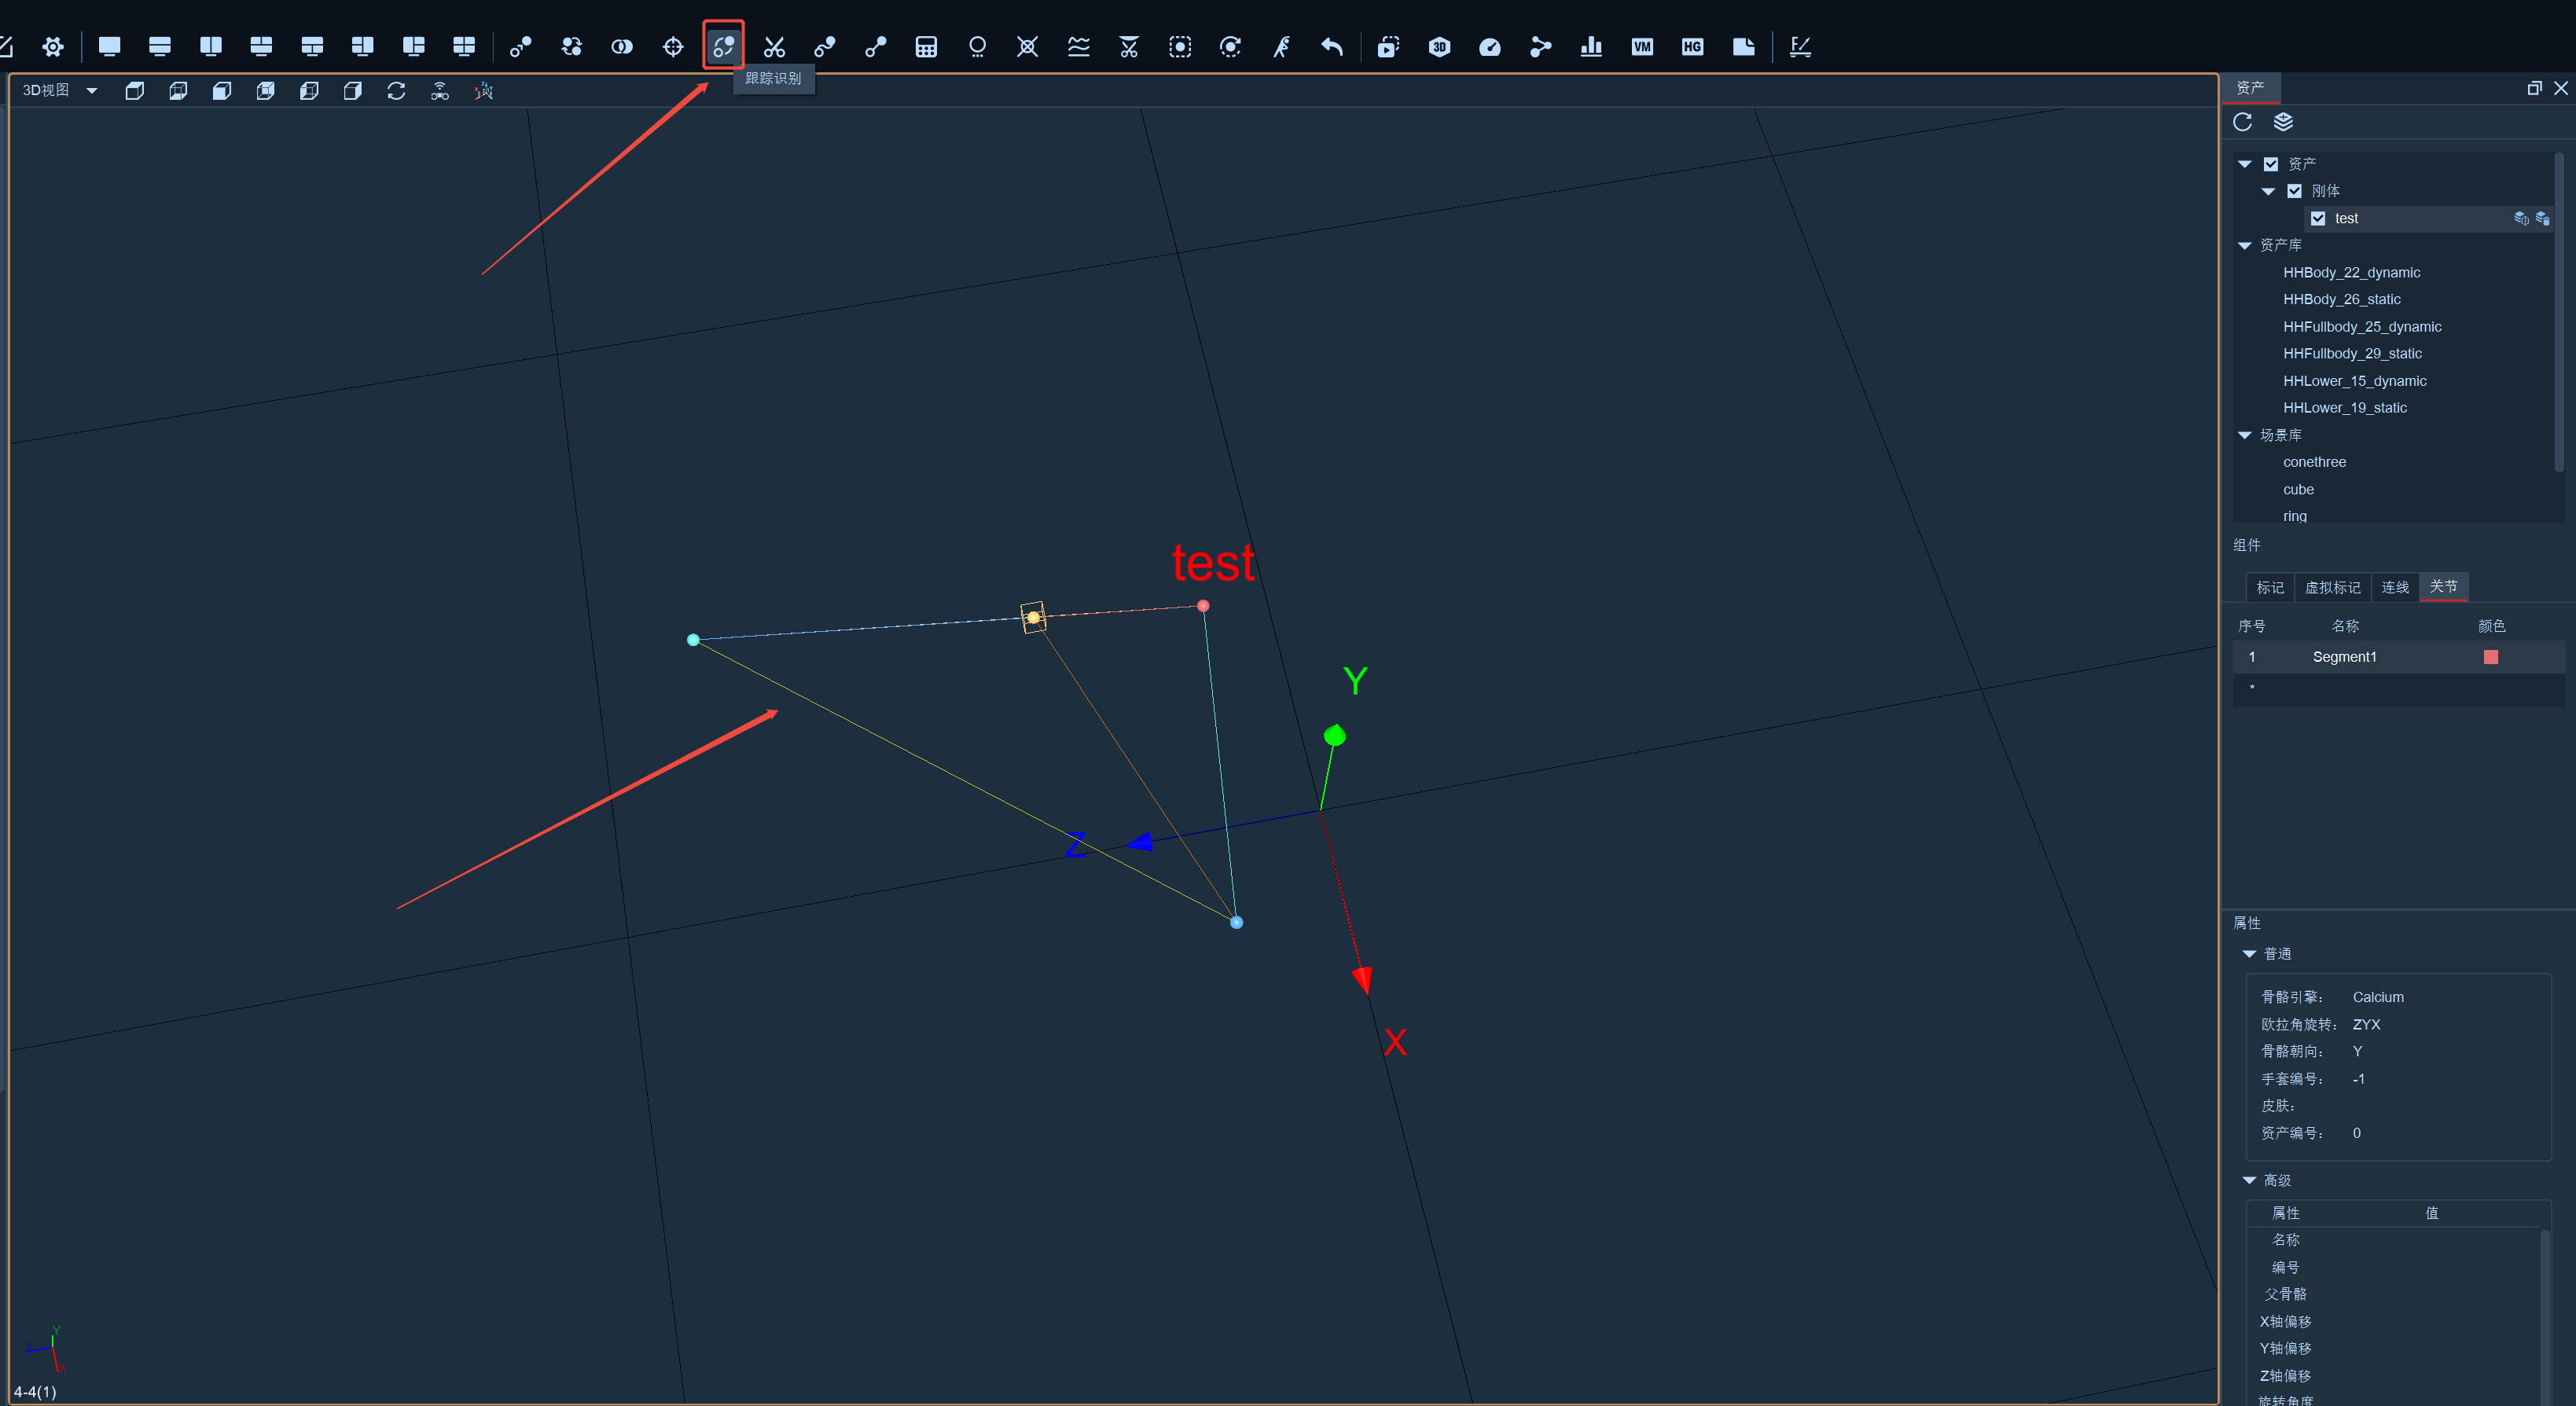 3D
VM
HG
跟踪识别
3D视图
资产
资产
刚体
test
资产库
HHBody_22_dynamic
HHBody_26_static
HHFullbody_25_dynamic
HHFullbody_29_static
HHLower_15_dynamic
HHLower_19_static
场景库
conethree
cube
ring
组件
标记 虚拟标记 连线 关节
序号 名称 颜色
1 Segment1
*
test
Y
Z
X
属性
普通
骨骼引擎: Calcium
欧拉角旋转: ZYX
骨骼朝向: Y
手套编号: -1
皮肤:
资产编号: 0
高级
属性 值
名称
编号
父骨骼
X轴偏移
Y轴偏移
Z轴偏移
旋转角度
Y
Z
X
4-4(1)